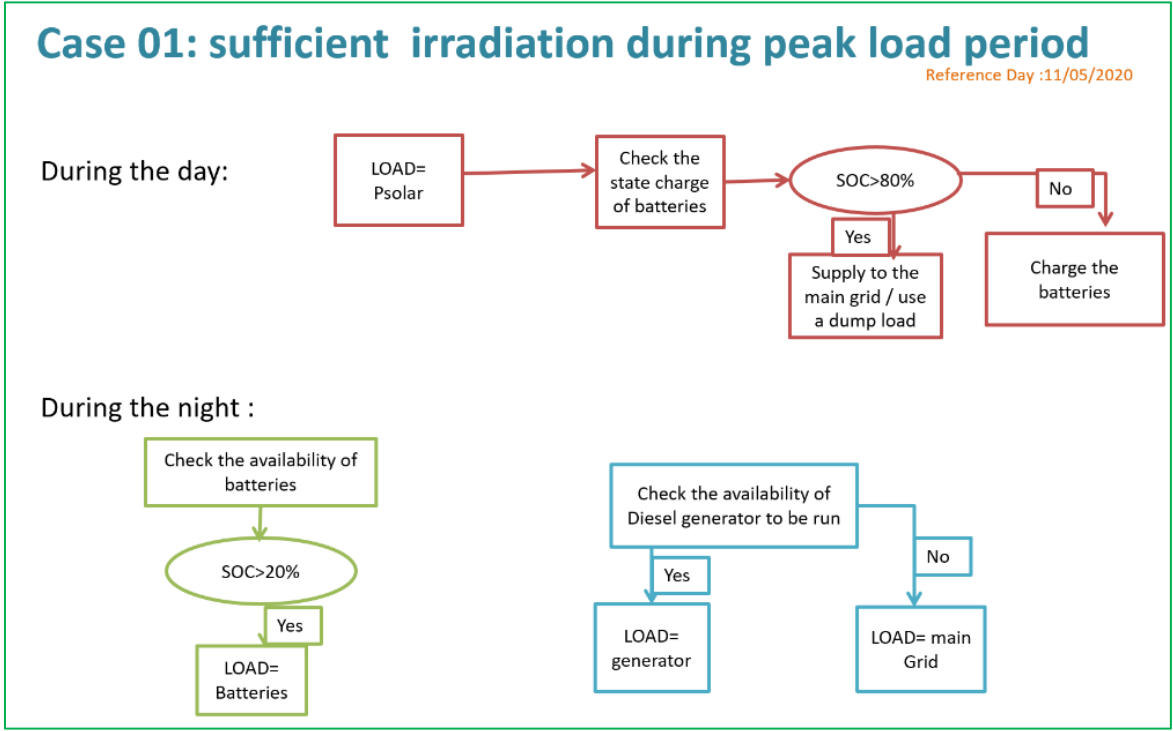 Case 01: sufficient  irradiation during peak load period
Reference Day :11/05/2020
During the day:
LOAD=
Psolar
Check the
state charge
of batteries
SOC>80%
No
Yes
Supply to the
main grid / use
a dump load
Charge the
batteries
During the night :
Check the availability of
batteries
SOC>20%
Yes
LOAD=
Batteries
Check the availability of
Diesel generator to be run
Yes
No
LOAD=
generator
LOAD= main
Grid